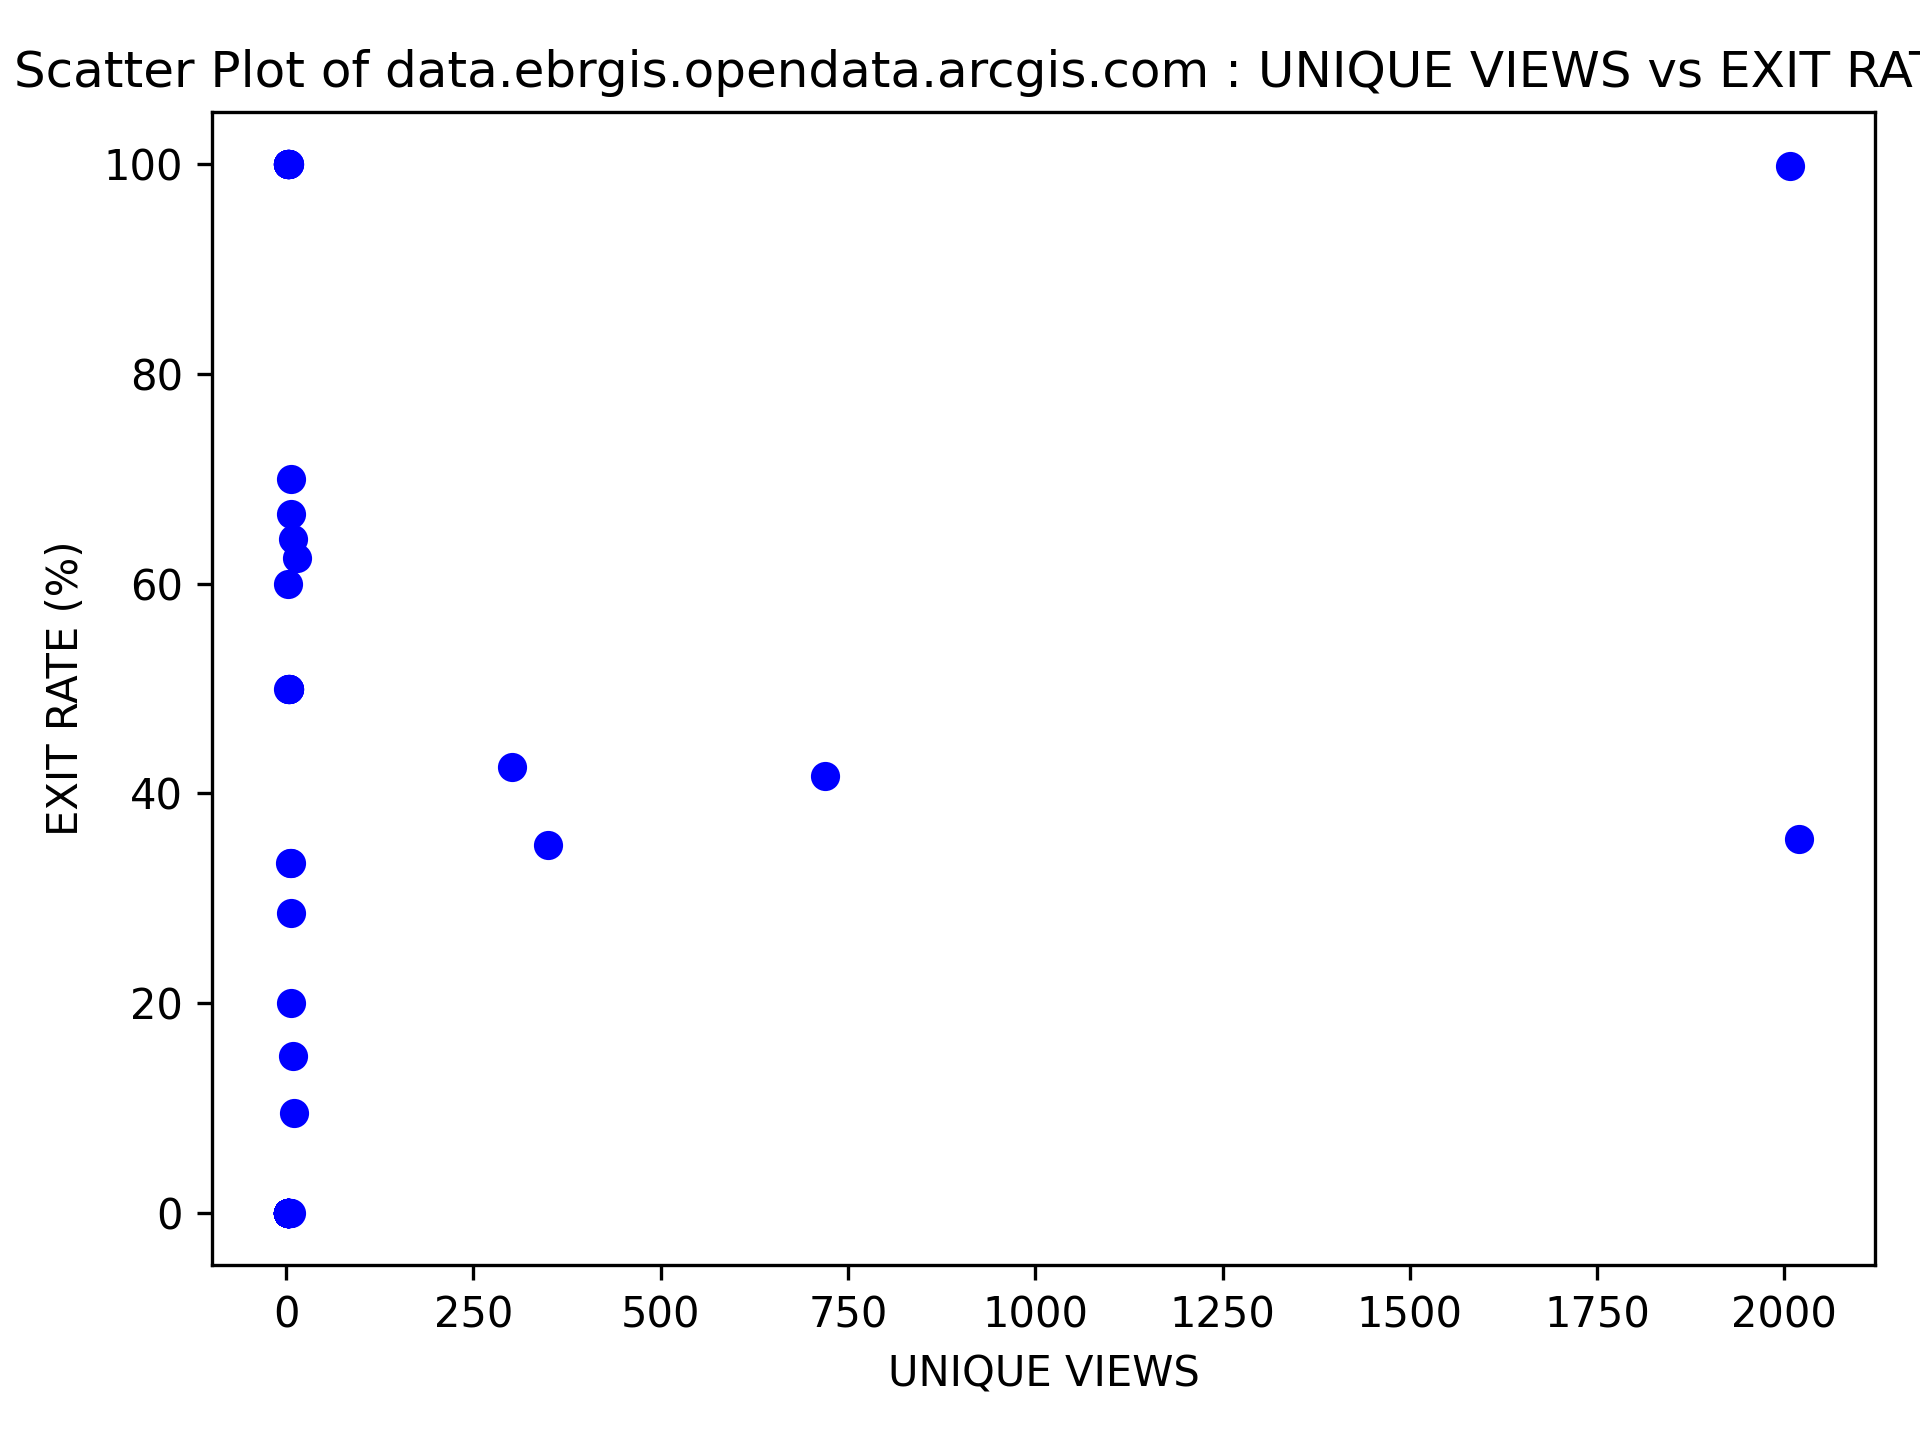 Scatter Plot of data.ebrgis.opendata.arcgis.com : UNIQUE VIEWS vs EXIT RAT
100
80
60
40
20
0
EXIT RATE (%)
0 250 500 750 1000 1250 1500 1750 2000
UNIQUE VIEWS